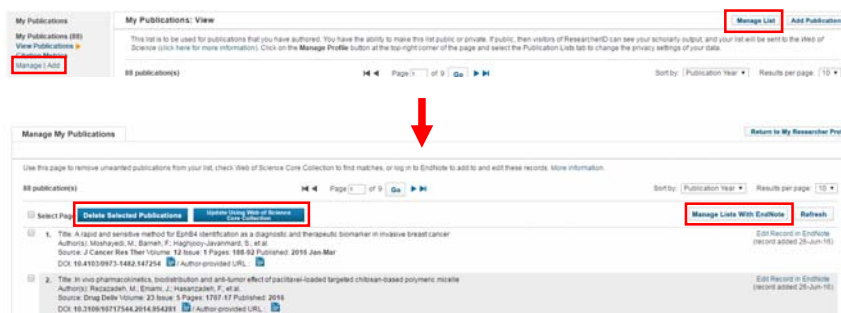 My Publications
My Publications (88)
View Publications
Citation Metrics
Manage | Add
My Publications: View
Manage List
Add Publication
This list is to be used for publications that you have authored. You have the ability to make this list public or private. If public, then visitors of ResearcherID can see your scholarly output, and your list will be sent to the Web of
Science (click here for more information). Click on the Manage Profile button at the top right corner of the page and select the Publication Lists tab to change the privacy settings of your data.
88 publication(s)
Page of 9 Go
Sort by: Publication Year
Results per page: 10
Manage My Publications
Return to My Researcher Pro
Use this page to remove unwanted publications from your list, check Web of Science Core Collection to find matches, or log in to EndNote to add to and edit these records. More information.
88 publication(s)
Page of 9 Go
Sort by: Publication Year
Results per page: 10
Select Page
Delete Selected Publications
Update Using Web of Science
Core Collection
Manage Lists With EndNote
Refresh
1. Title: A rapid and sensitive method for EphB4 identification as a diagnostic and therapeutic biomarker in invasive breast cancer
Author(s): Moshayedi, M.; Barneh, F.; Haghjooy-Javanmard, S.; et.al.
Source: J Cancer Res Ther Volume: 12 Issue: 1 Pages: 188-92 Published: 2016 Jan-Mar
DOI: 10.4103/0973-1482.147254 / Author-provided URL :
Edit Record in EndNote
(record added 26-Jun-16)
2. Title: In vivo pharmacokinetics, biodistribution and anti-tumor effect of paclitaxel-loaded targeted chitosan-based polymeric micelle
Author(s): Rezazadeh, M.; Emami, J.; Hasanzadeh, F.; et.al.
Source: Drug Deliv Volume: 23 Issue: 5 Pages: 1707-17 Published: 2016
DOI: 10.3109/10717544.2014.954281 / Author-provided URL :
Edit Record in EndNote
(record added 26-Jun-16)